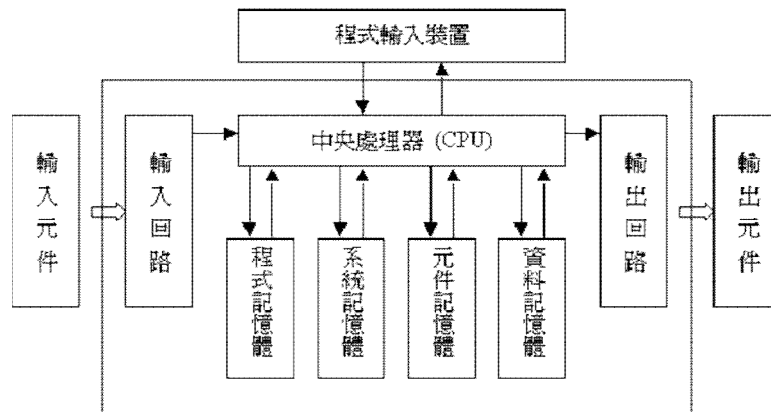 程式輸入裝置
中央處理器 (CPU)
輸入元件
輸入回路
程式記憶體
系統記憶體
元件記憶體
資料記憶體
輸出回路
輸出元件